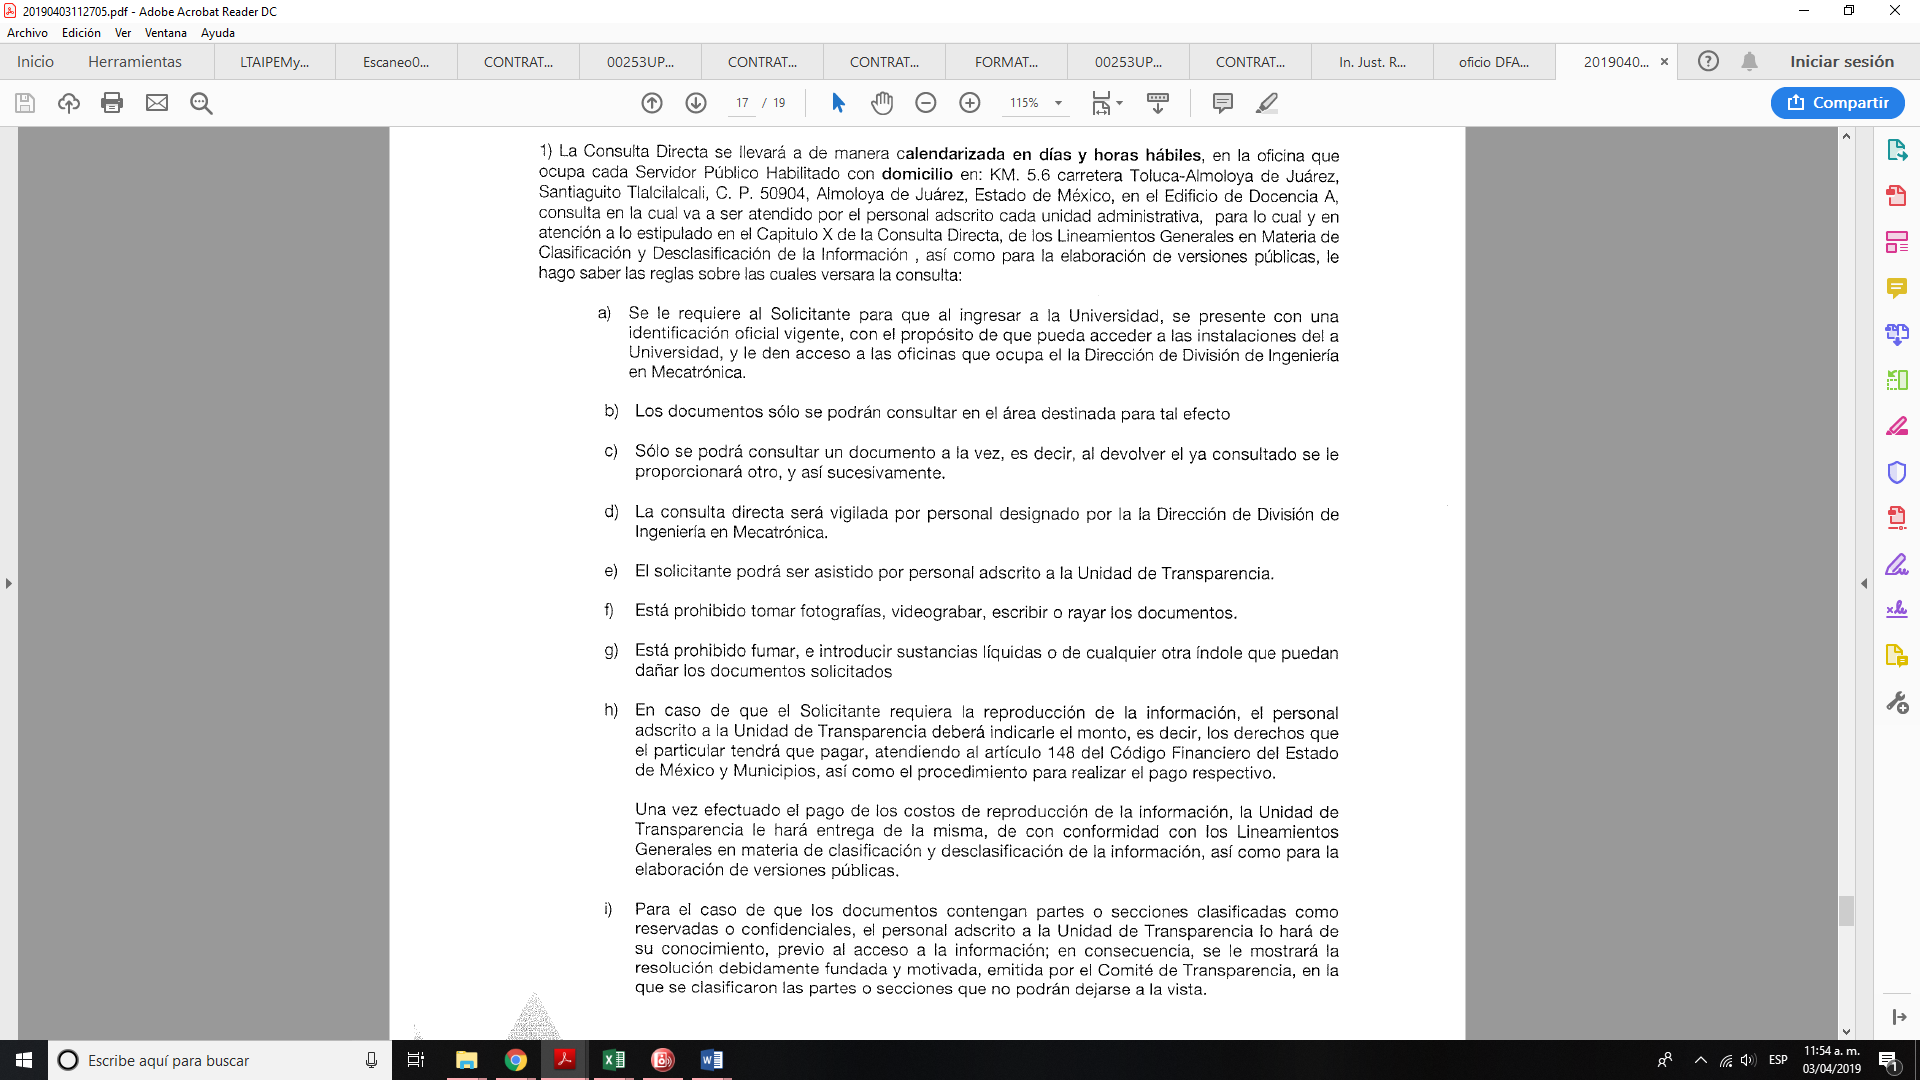 20190403112705.pdf - Adobe Acrobat Reader DC
Archivo Edición Ver Ventana Ayuda
Inicio Herramientas LTAIPEMy... Escaneo0... CONTRAT... 00253UP... CONTRAT... CONTRAT... FORMAT... 00253UP... CONTRAT... In. Just. R... oficio DFA... 2019040... Iniciar sesión
17 / 19 115% Compartir
1) La Consulta Directa se llevará a de manera calendarizada en días y horas hábiles, en la oficina que
ocupa cada Servidor Público Habilitado con domicilio en: KM. 5.6 carretera Toluca-Almoloya de Juárez,
Santiaguito Tlalcilalcali, C. P. 50904, Almoloya de Juárez, Estado de México, en el Edificio de Docencia A,
consulta en la cual va a ser atendido por el personal adscrito cada unidad administrativa, para lo cual y en
atención a lo estipulado en el Capitulo X de la Consulta Directa, de los Lineamientos Generales en Materia de
Clasificación y Desclasificación de la Información , así como para la elaboración de versiones públicas, le
hago saber las reglas sobre las cuales versara la consulta:
a) Se le requiere al Solicitante para que al ingresar a la Universidad, se presente con una
identificación oficial vigente, con el propósito de que pueda acceder a las instalaciones del a
Universidad, y le den acceso a las oficinas que ocupa el la Dirección de División de Ingeniería
en Mecatrónica.
b) Los documentos sólo se podrán consultar en el área destinada para tal efecto
c) Sólo se podrá consultar un documento a la vez, es decir, al devolver el ya consultado se le
proporcionará otro, y así sucesivamente.
d) La consulta directa será vigilada por personal designado por la la Dirección de División de
Ingeniería en Mecatrónica.
e) El solicitante podrá ser asistido por personal adscrito a la Unidad de Transparencia.
f) Está prohibido tomar fotografías, videograbar, escribir o rayar los documentos.
g) Está prohibido fumar, e introducir sustancias líquidas o de cualquier otra índole que puedan
dañar los documentos solicitados
h) En caso de que el Solicitante requiera la reproducción de la información, el personal
adscrito a la Unidad de Transparencia deberá indicarle el monto, es decir, los derechos que
el particular tendrá que pagar, atendiendo al artículo 148 del Código Financiero del Estado
de México y Municipios, así como el procedimiento para realizar el pago respectivo.
Una vez efectuado el pago de los costos de reproducción de la información, la Unidad de
Transparencia le hará entrega de la misma, de con conformidad con los Lineamientos
Generales en materia de clasificación y desclasificación de la información, así como para la
elaboración de versiones públicas.
i) Para el caso de que los documentos contengan partes o secciones clasificadas como
reservadas o confidenciales, el personal adscrito a la Unidad de Transparencia lo hará de
su conocimiento, previo al acceso a la información; en consecuencia, se le mostrará la
resolución debidamente fundada y motivada, emitida por el Comité de Transparencia, en la
que se clasificaron las partes o secciones que no podrán dejarse a la vista.
Escribe aquí para buscar
ESP
11:54 a. m.
03/04/2019
1